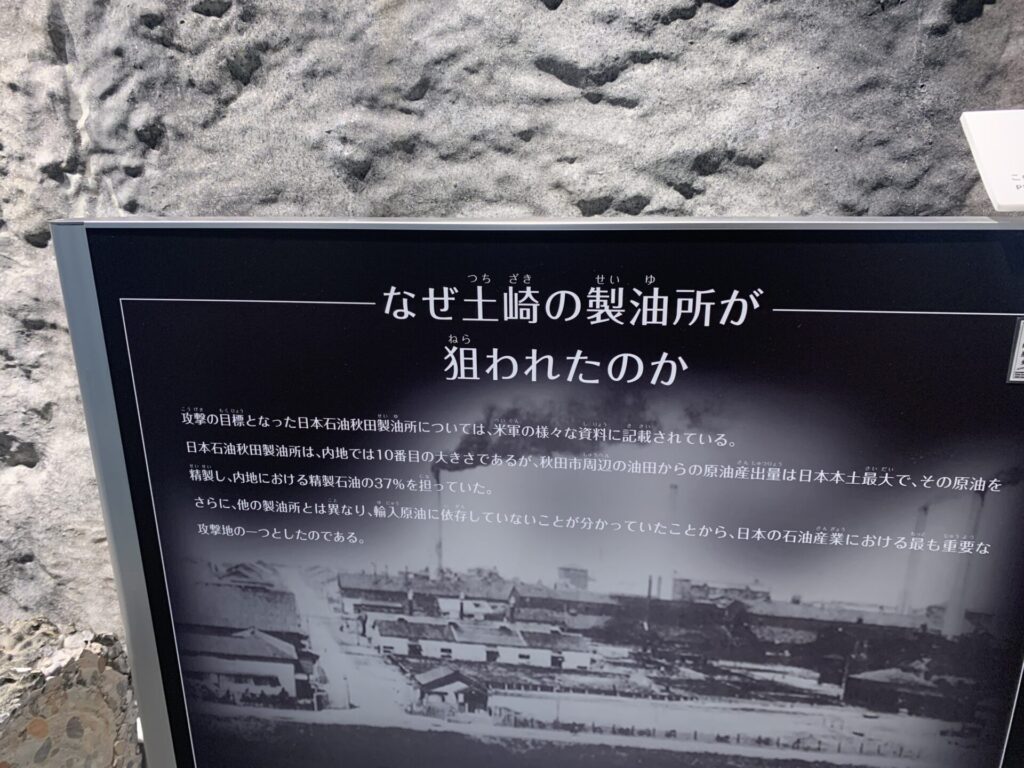 なぜ土崎の製油所が
狙われたのか
攻撃の目標となった日本石油秋田製油所については、米軍の様々な資料に記載されている。
日本石油秋田製油所は、内地では10番目の大きさであるが、秋田市周辺の油田からの原油産出量は日本本土最大で、その原油を
精製し、内地における精製石油の37%を担っていた。
さらに、他の製油所とは異なり、輸入原油に依存していないことが分かっていたことから、日本の石油産業における最も重要な
攻撃地の一つとしたのである。